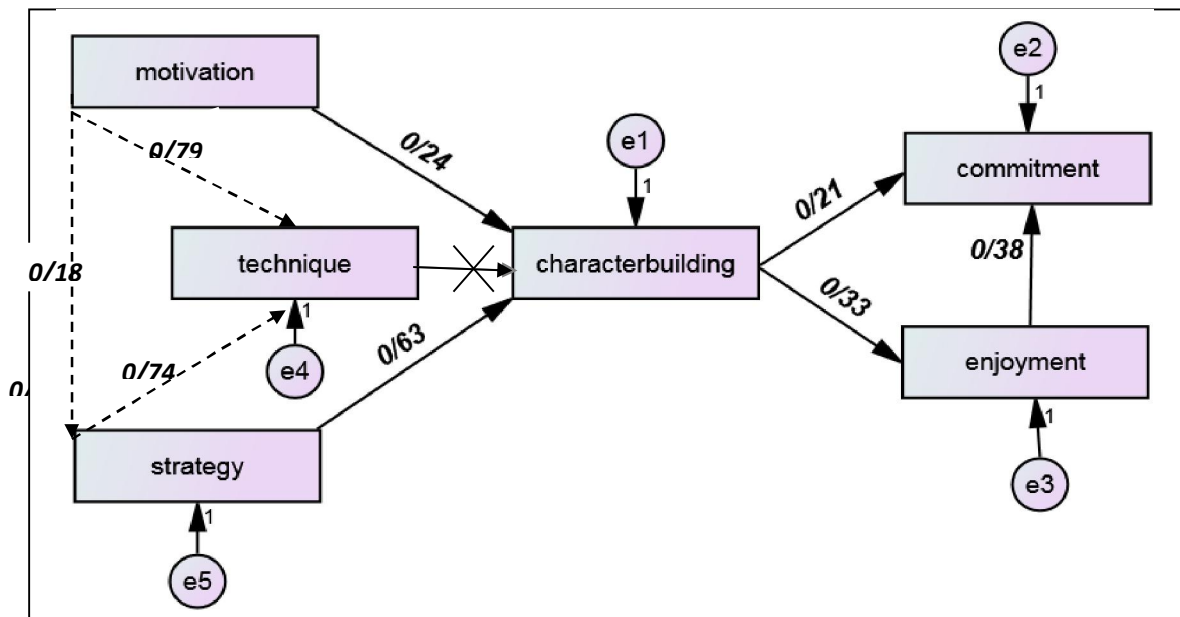 motivation
e2
1
0/79
0/24
e1
1
commitment
0/21
technique
characterbuilding
0/38
0/18
1
0/33
0/63
e4
0/74
enjoyment
0/
1
strategy
e3
1
e5